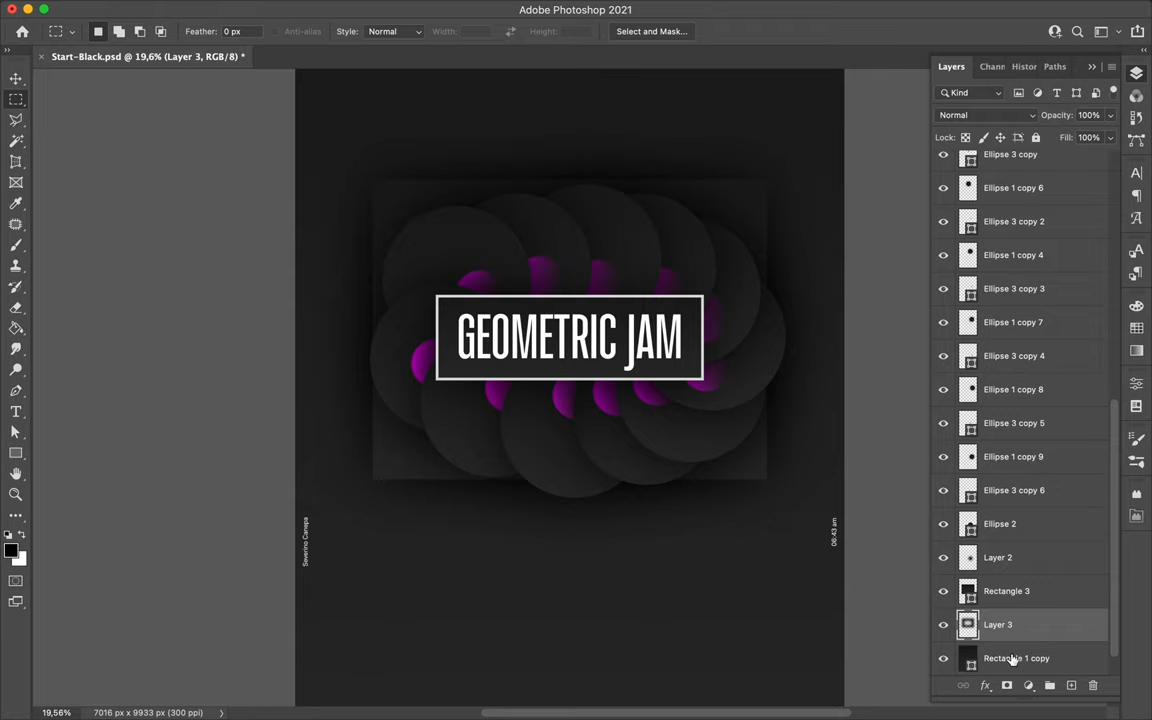 Adobe Photoshop 2021
Feather: 0 px
Anti-alias
Style: Normal
Width:
Height:
Select and Mask...
Start-Black.psd @ 19,6% (Layer 3, RGB/8) *
Layers
Chann
Histor
Paths
Kind
Normal
Opacity: 100%
Lock:
Fill: 100%
Ellipse 3 copy
Ellipse 1 copy 6
Ellipse 3 copy 2
Ellipse 1 copy 4
Ellipse 3 copy 3
Ellipse 1 copy 7
Ellipse 3 copy 4
Ellipse 1 copy 8
Ellipse 3 copy 5
Ellipse 1 copy 9
Ellipse 3 copy 6
Ellipse 2
Layer 2
Rectangle 3
Layer 3
Rectangle 1 copy
GEOMETRIC JAM
Severino Canepa
06:43 am
19,56%
7016 px x 9933 px (300 ppi)